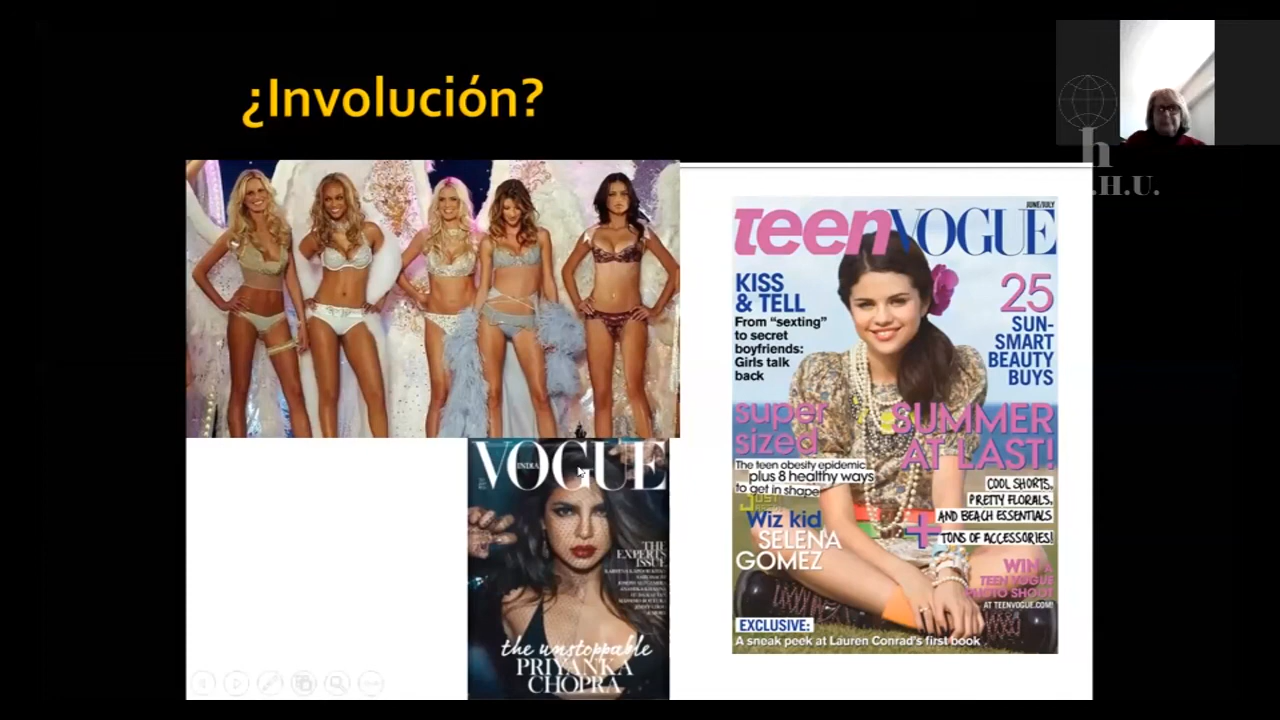 ¿Involución?
h
.H.U.
teen VOGUE
JUNE/JULY
KISS
& TELL
From “sexting”
to secret
boyfriends:
Girls talk
back
25
SUN-
SMART
BEAUTY
BUYS
super
sized
The teen obesity epidemic
plus 8 healthy ways
to get in shape
SUMMER
AT LAST!
COOL SHORTS,
PRETTY FLORALS,
AND BEACH ESSENTIALS
+ TONS OF ACCESSORIES!
Just
Wiz kid
SELENA
GOMEZ
WIN A
TEEN VOGUE
PHOTO SHOOT
AT TEENVOGUE.COM!
EXCLUSIVE:
A sneak peek at Lauren Conrad's first book
VOGUE
INDIA
THE
EXPERTS
ISSUE
the unstoppable
PRIYANKA
CHOPRA